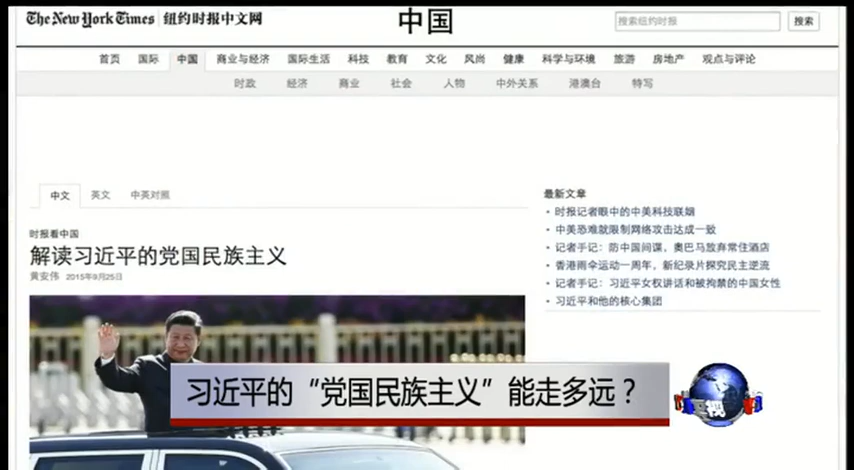 The New York Times 纽约时报中文网
中国
搜索纽约时报 搜索
首页 国际 中国 商业与经济 国际生活 科技 教育 文化 风尚 健康 科学与环境 旅游 房地产 观点与评论
时政 经济 商业 社会 人物 中外关系 港澳台 特写
中文 英文 中英对照
时报看中国
解读习近平的党国民族主义
黄安伟 2015年9月25日
最新文章
时报记者眼中的中美科技联姻
中美恐难就限制网络攻击达成一致
记者手记：防中国间谍，奥巴马放弃常住酒店
香港雨伞运动一周年，新纪录片探究民主逆流
记者手记：习近平女权讲话和被拘禁的中国女性
习近平和他的核心集团
习近平的“党国民族主义”能走多远？